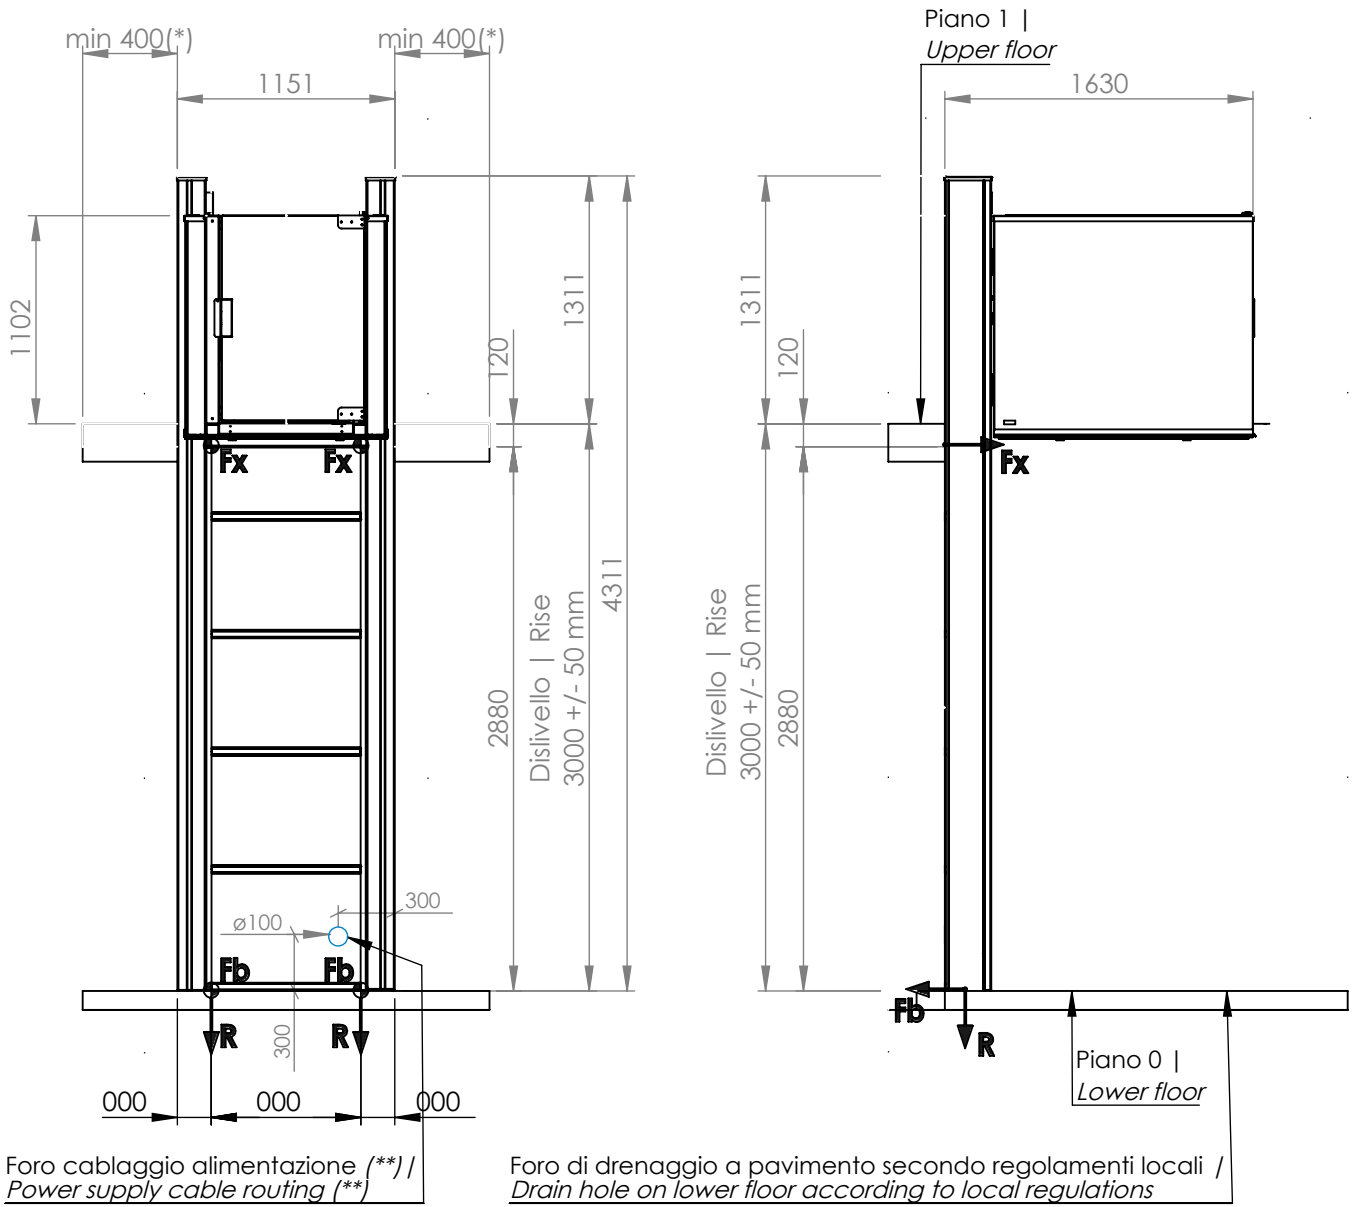 min 400(*)
min 400(*)
1151
Piano 1 |
Upper floor
1630
1102
120
1311
1311
120
Fx
Fx
Fx
4311
Dislivello | Rise
3000 +/- 50 mm
2880
Dislivello | Rise
3000 +/- 50 mm
2880
300
ø100
Fb
Fb
Fb
R
R
R
300
Piano 0 |
Lower floor
000
000
000
Foro cablaggio alimentazione (**) |
Power supply cable routing (**)
Foro di drenaggio a pavimento secondo regolamenti locali |
Drain hole on lower floor according to local regulations